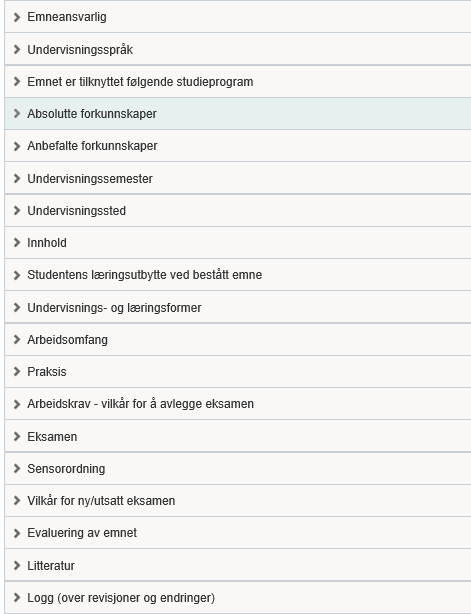 Emneansvarlig
Undervisningsspråk
Emnet er tilknyttet følgende studieprogram
Absolutte forkunnskaper
Anbefalte forkunnskaper
Undervisningssemester
Undervisningssted
Innhold
Studentens læringsutbytte ved bestått emne
Undervisnings- og læringsformer
Arbeidsomfang
Praksis
Arbeidskrav - vilkår for å avlegge eksamen
Eksamen
Sensorordning
Vilkår for ny/utsatt eksamen
Evaluering av emnet
Litteratur
Logg (over revisjoner og endringer)